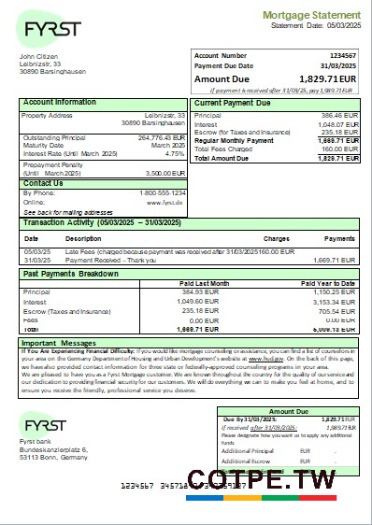 FYRST
Mortgage Statement
Statement Date: 05/03/2025
John Citizen
Leibnizstr, 33
30890 Barsinghausen
Account Number 1234567
Payment Due Date 31/03/2025
Amount Due 1,829.71EUR
If payment is received after 31/03/25, pay 1,989.71EUR
Account Information
Property Address Leibnizstr, 33
30890 Barsinghausen
Outstanding Principal 264,776.43 EUR
Maturity Date March 2025
Interest Rate (Until March 2025) 4.75%
Prepayment Penalty
(Until March 2025) 3,500.00 EUR
Contact Us
By Phone: 1-800-555-1234
Online: www.fyrst.de
See back for mailing addresses
Current Payment Due
Principal 386.46 EUR
Interest 1,048.07 EUR
Escrow (for Taxes and Insurance) 235.18 EUR
Regular Monthly Payment 1,669.71 EUR
Total Fees Charged 160.00 EUR
Total Amount Due 1,829.71 EUR
Transaction Activity (05/03/2025 – 31/03/2025)
Date Description Charges Payments
05/03/25 Late Fees (charged because payment was received after 31/03/2025 160.00 EUR
31/03/25 Payment Received – Thank you 1,669.71 EUR
Past Payments Breakdown
Paid Last Month Paid Year to Date
Principal 384.93 EUR 1,150.25 EUR
Interest 1,049.60 EUR 3,153.34 EUR
Escrow (Taxes and Insurance) 235.18 EUR 705.54 EUR
Fees 0.00 EUR 0.00 EUR
Total 1,669.71 EUR
Important Messages
If You Are Experiencing Financial Difficulty: If you would like mortgage counseling or assistance, you can find a list of counselors in
your area on the Germany Department of Housing and Urban Development's website at www.hud.gov. On the back of this page,
we have also provided contact information for three state or federally-approved counseling programs in your area.
We are pleased to have you as a Fyrst Mortgage customer. We are known throughout the country for the quality of our service and
our dedication to providing financial security for our customers. We will do everything we can to make you feel at home, and to
ensure you receive the friendly, professional service you deserve.
FYRST
Fyrst bank
Bundeskanzlerplatz 6,
53113 Bonn, Germany
Amount Due
Due By 31/03/2025: 1,829.71 EUR
If received after 31/03/25: 1,989.71 EUR
Please designate how you want us to apply any additional
funds.
Additional Principal EUR
Additional Escrow EUR
1234567
COTPE.TW